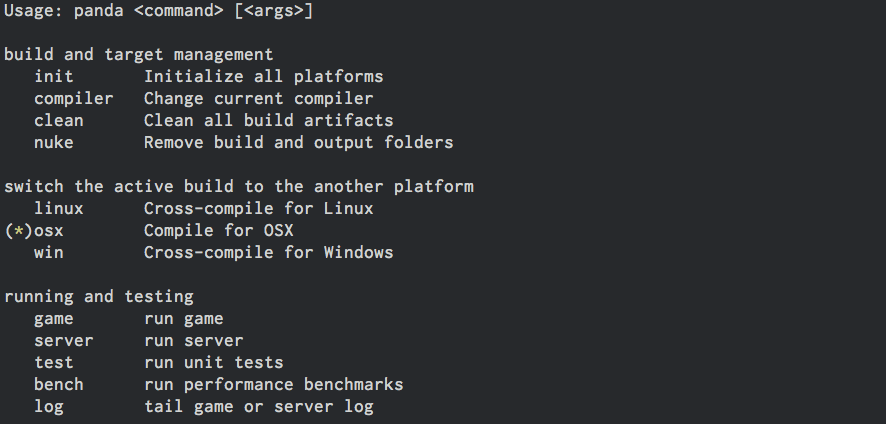 Usage: panda <command> [<args>]

build and target management
   init       Initialize all platforms
   compiler   Change current compiler
   clean      Clean all build artifacts
   nuke       Remove build and output folders

switch the active build to the another platform
   linux      Cross-compile for Linux
(*)osx        Compile for OSX
   win        Cross-compile for Windows

running and testing
   game       run game
   server     run server
   test       run unit tests
   bench      run performance benchmarks
   log        tail game or server log